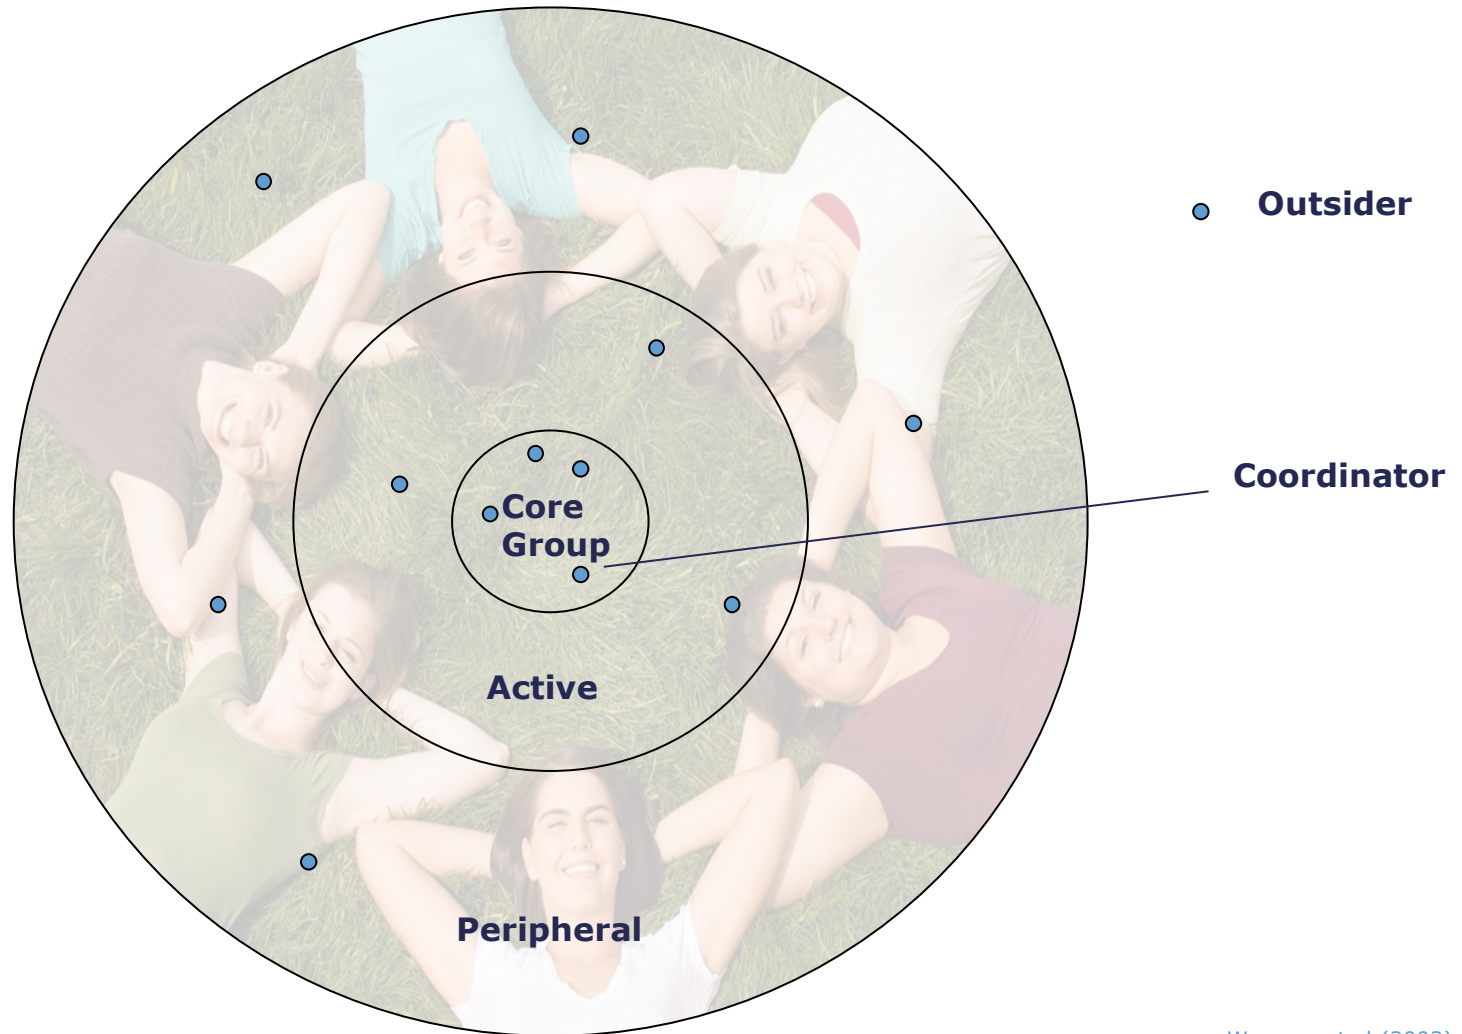 Outsider
Coordinator
Core
Group
Active
Peripheral